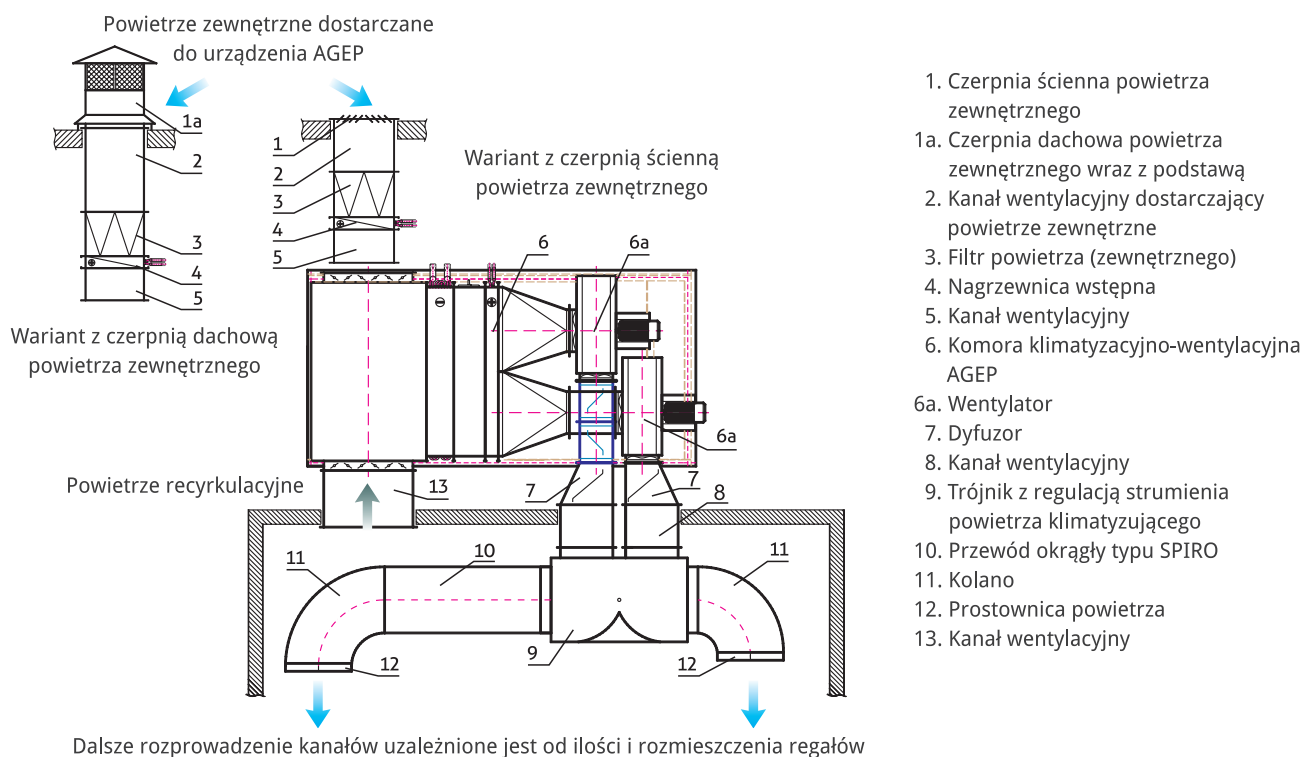 Powietrze zewnętrzne dostarczane
do urządzenia AGEP
1a
2
3
4
5
Wariant z czerpnią dachową
powietrza zewnętrznego
1
2
3
4
5
Wariant z czerpnią ścienną
powietrza zewnętrznego
6
6a
6a
Powietrze recyrkulacyjne
13
7
7
8
11
10
11
12
9
12
Dalsze rozprowadzenie kanałów uzależnione jest od ilości i rozmieszczenia regałów
1. Czerpnia ścienna powietrza
zewnętrznego
1a. Czerpnia dachowa powietrza
zewnętrznego wraz z podstawą
2. Kanał wentylacyjny dostarczający
powietrze zewnętrzne
3. Filtr powietrza (zewnętrznego)
4. Nagrzewnica wstępna
5. Kanał wentylacyjny
6. Komora klimatyzacyjno-wentylacyjna
AGEP
6a. Wentylator
7. Dyfuzor
8. Kanał wentylacyjny
9. Trójnik z regulacją strumienia
powietrza klimatyzującego
10. Przewód okrągły typu SPIRO
11. Kolano
12. Prostownica powietrza
13. Kanał wentylacyjny